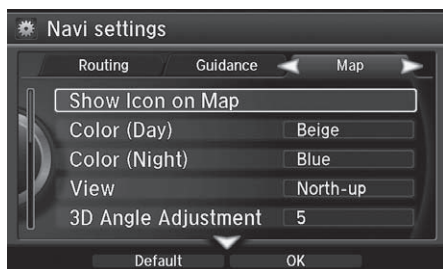 Navi settings
Routing Guidance Map
Show Icon on Map
Color (Day) Beige
Color (Night) Blue
View North-up
3D Angle Adjustment 5
Default OK